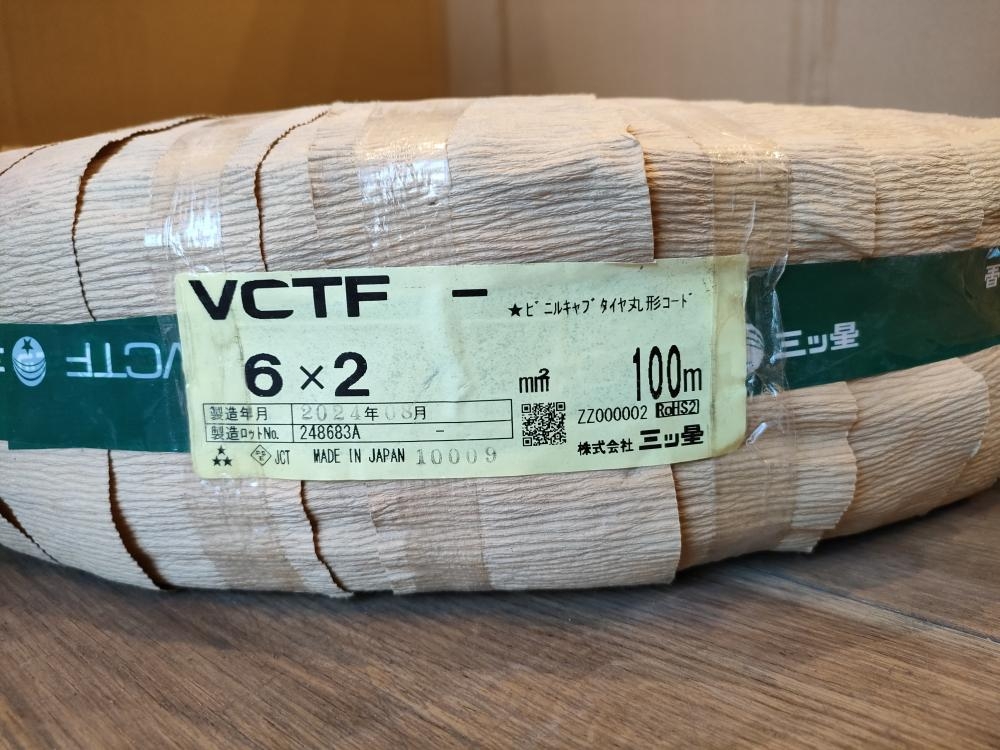 VCTF -
★ビニルキャブタイヤ丸形コード
6×2 mm² 100m
製造年月 2024年08月
製造ロットNo. 248683A -
ZZ000002 RoHS2
JCT MADE IN JAPAN 10009
株式会社 三ッ星
VCTF
三ッ星